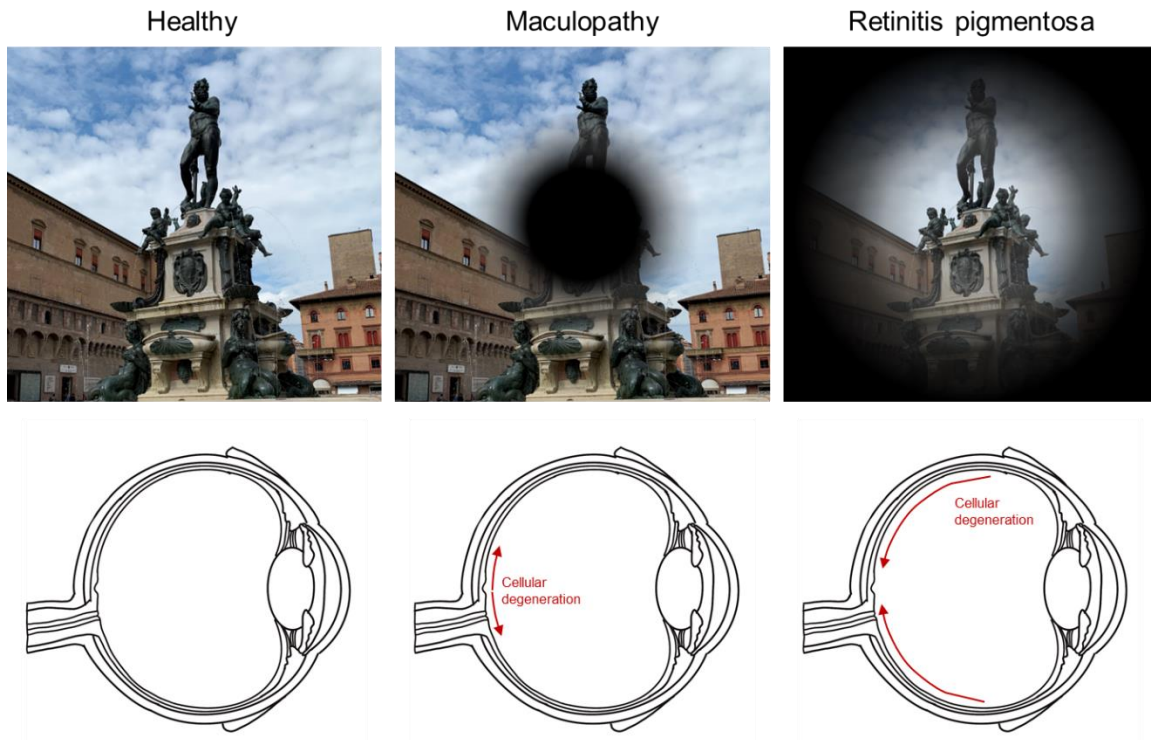 Healthy
Maculopathy
Retinitis pigmentosa
Cellular
degeneration
Cellular
degeneration